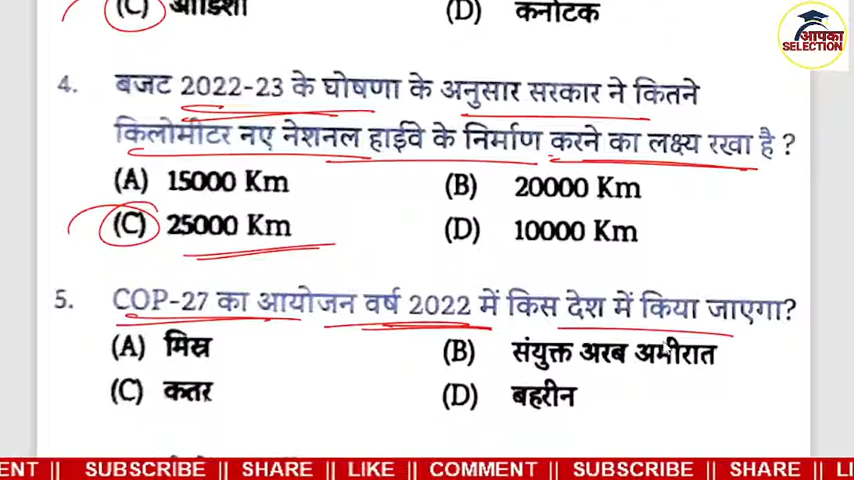 (C) ओडिशा (D) कर्नाटक
आपका
SELECTION
4. बजट 2022-23 के घोषणा के अनुसार सरकार ने कितने
किलोमीटर नए नेशनल हाईवे के निर्माण करने का लक्ष्य रखा है ?
(A) 15000 Km (B) 20000 Km
(C) 25000 Km (D) 10000 Km
5. COP-27 का आयोजन वर्ष 2022 में किस देश में किया जाएगा?
(A) मिस्र (B) संयुक्त अरब अमीरात
(C) कतर (D) बहरीन
ENT || SUBSCRIBE || SHARE || LIKE || COMMENT || SUBSCRIBE || SHARE || LI